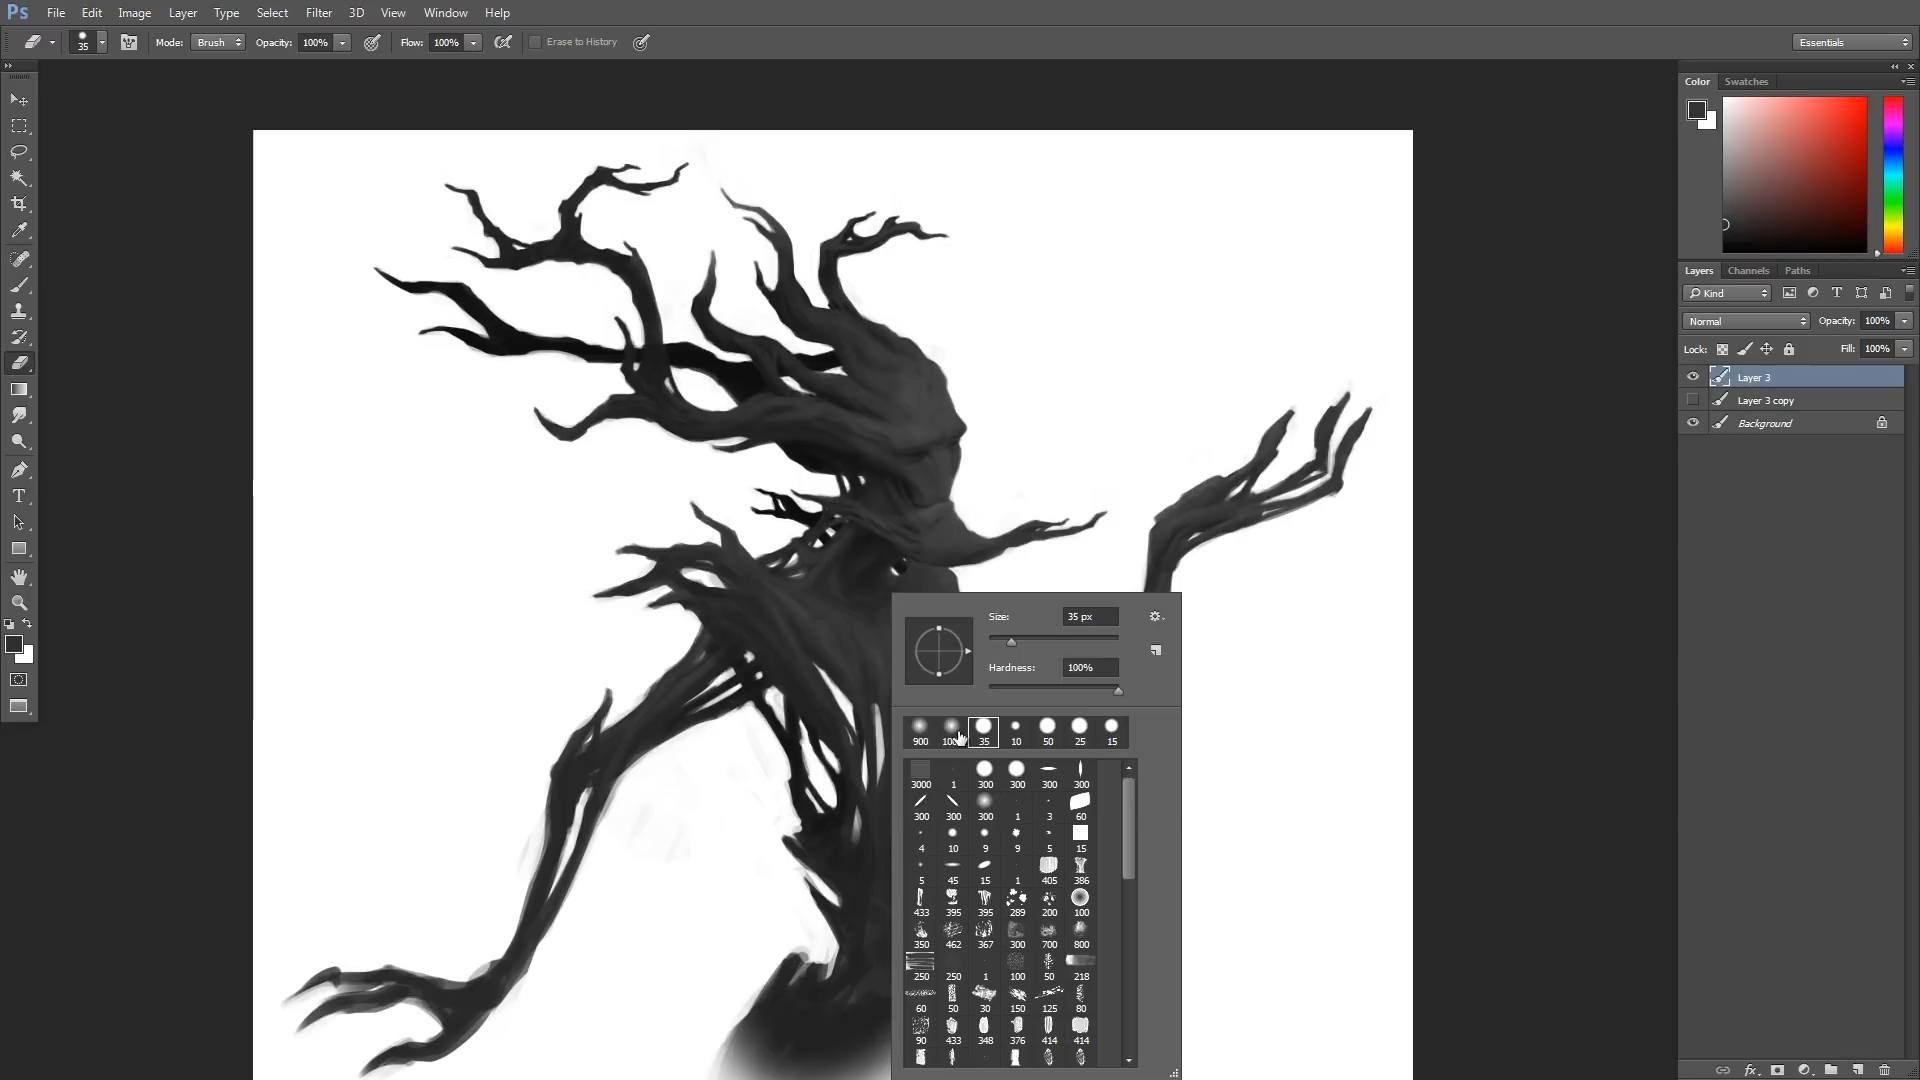 Ps File Edit Image Layer Type Select Filter 3D View Window Help
35 Mode: Brush Opacity: 100% Flow: 100% Erase to History Essentials
Color Swatches
Layers Channels Paths
Kind T
Normal Opacity: 100%
Lock: Fill: 100%
Layer 3
Layer 3 copy
Background
T
Size: 35 px
Hardness: 100%
900 35 10 50 25 15
3000 1 300 300 300 300
300 300 300 1 3 60
4 10 9 9 5 15
5 45 15 1 405 386
433 395 395 289 200 100
350 462 367 300 700 800
250 250 1 100 50 218
60 50 30 150 125 80
90 433 348 376 414 414
fx